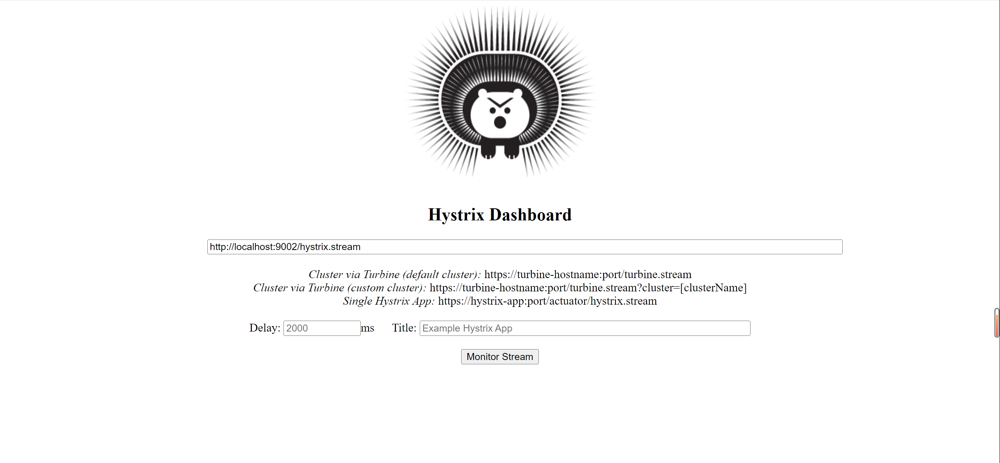 Hystrix Dashboard
http://localhost:9002/hystrix.stream
Cluster via Turbine (default cluster): https://turbine-hostname:port/turbine.stream
Cluster via Turbine (custom cluster): https://turbine-hostname:port/turbine.stream?cluster=[clusterName]
Single Hystrix App: https://hystrix-app:port/actuator/hystrix.stream
Delay: 2000 ms Title: Example Hystrix App
Monitor Stream